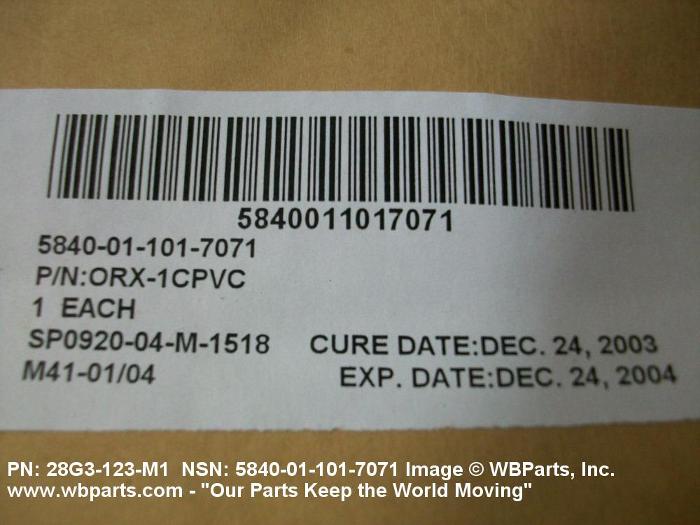 5840011017071
5840-01-101-7071
P/N:ORX-1CPVC
1 EACH
SP0920-04-M-1518 CURE DATE:DEC. 24, 2003
M41-01/04 EXP. DATE:DEC. 24, 2004
PN: 28G3-123-M1 NSN: 5840-01-101-7071 Image © WBParts, Inc.
www.wbparts.com - "Our Parts Keep the World Moving"